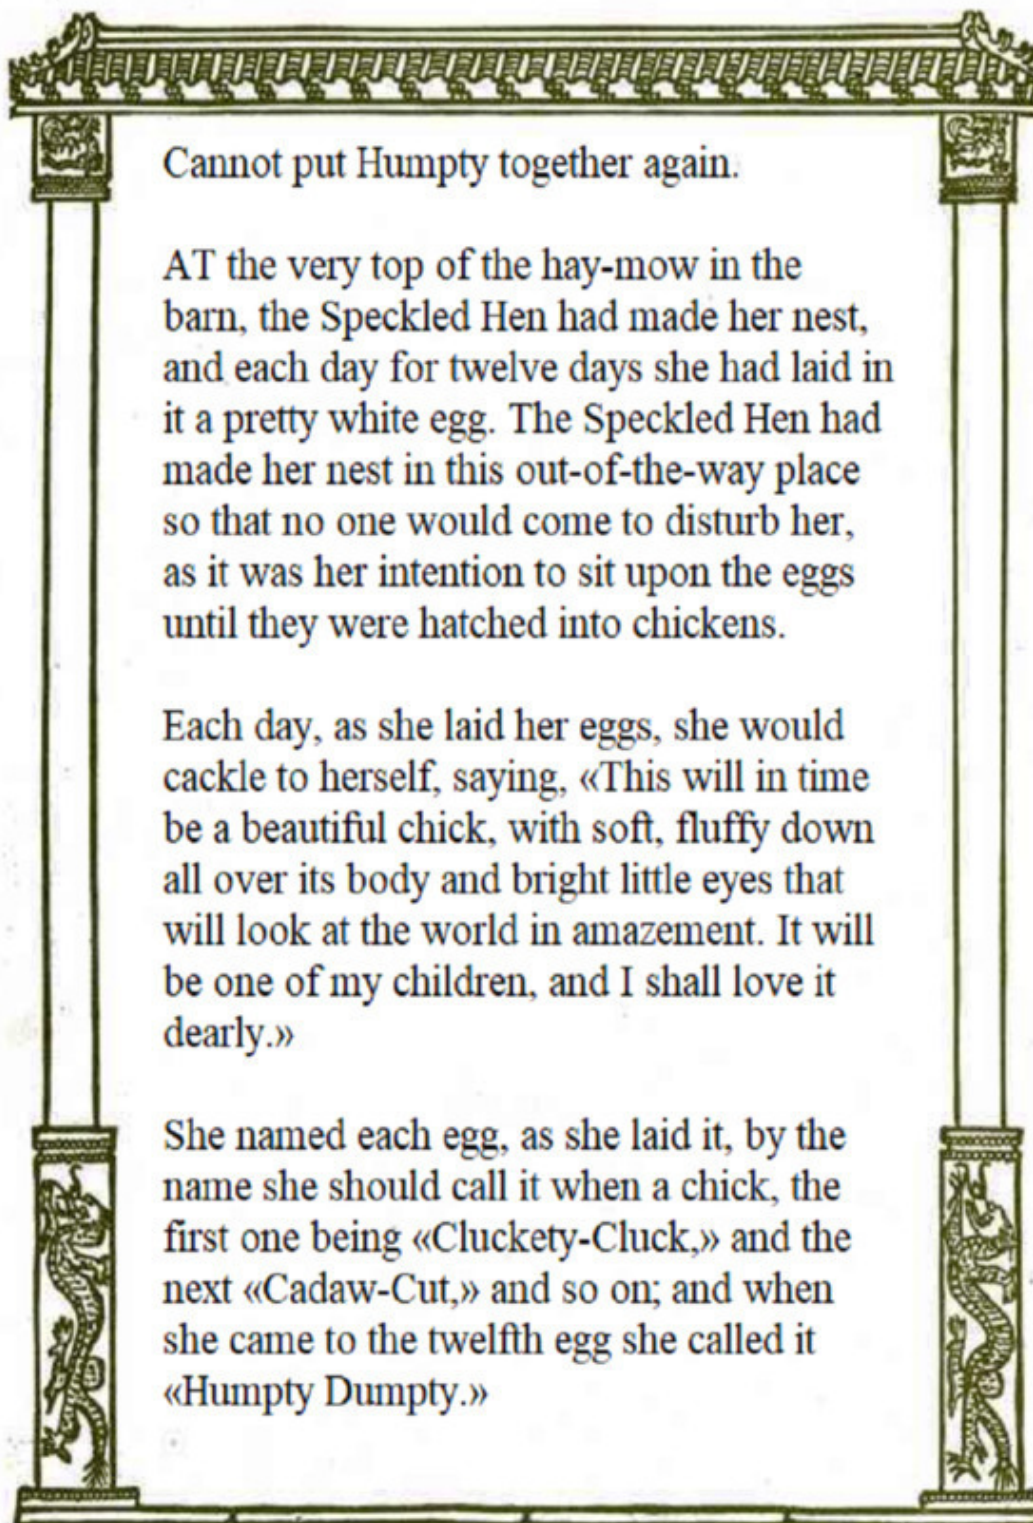 Cannot put Humpty together again.
AT the very top of the hay-mow in the
barn, the Speckled Hen had made her nest,
and each day for twelve days she had laid in
it a pretty white egg. The Speckled Hen had
made her nest in this out-of-the-way place
so that no one would come to disturb her,
as it was her intention to sit upon the eggs
until they were hatched into chickens.
Each day, as she laid her eggs, she would
cackle to herself, saying, «This will in time
be a beautiful chick, with soft, fluffy down
all over its body and bright little eyes that
will look at the world in amazement. It will
be one of my children, and I shall love it
dearly.»
She named each egg, as she laid it, by the
name she should call it when a chick, the
first one being «Cluckety-Cluck,» and the
next «Cadaw-Cut,» and so on; and when
she came to the twelfth egg she called it
«Humpty Dumpty.»